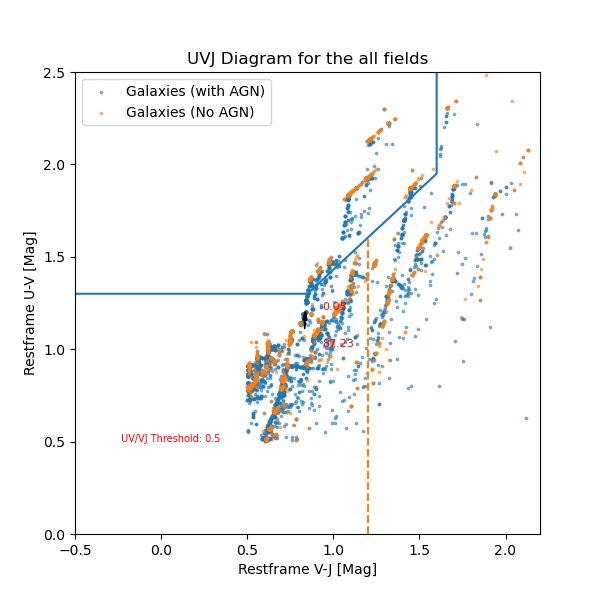 UVJ Diagram for the all fields
Galaxies (with AGN)
Galaxies (No AGN)
Restframe U-V [Mag]
2.5
2.0
1.5
1.0
0.5
0.0
0.05
87.23
UV/VJ Threshold: 0.5
−0.5
0.0
0.5
1.0
1.5
2.0
Restframe V-J [Mag]